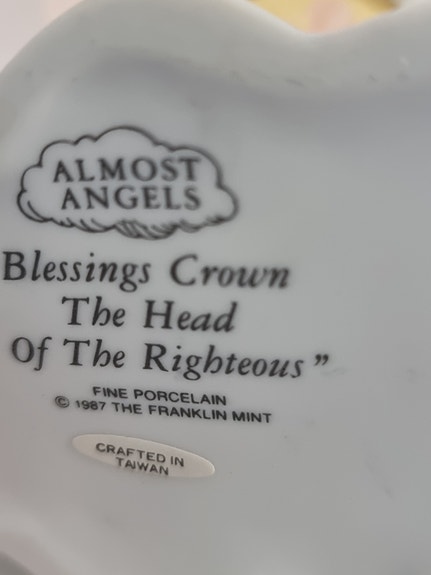 ALMOST
ANGELS
Blessings Crown
The Head
Of The Righteous”
FINE PORCELAIN
© 1987 THE FRANKLIN MINT
CRAFTED IN
TAIWAN